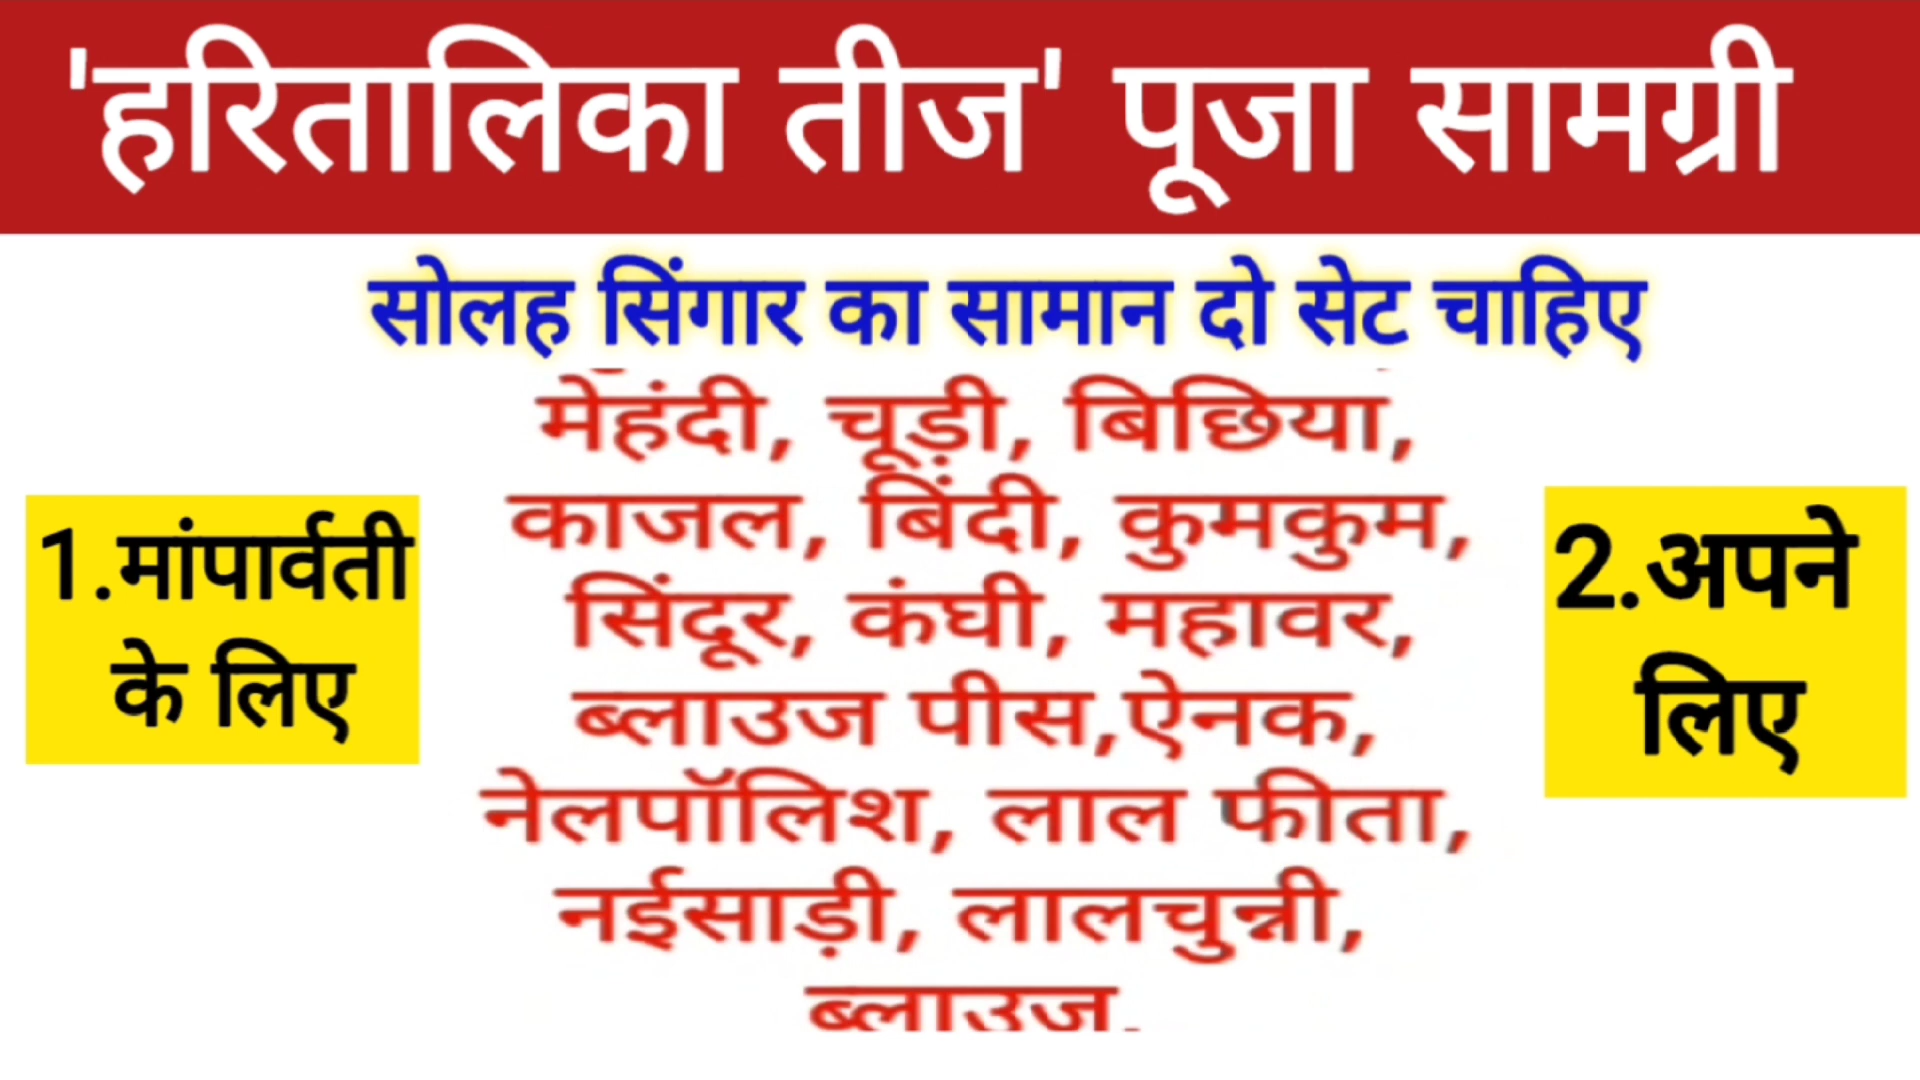 'हरितालिका तीज' पूजा सामग्री
सोलह सिंगार का सामान दो सेट चाहिए
मेहंदी, चूड़ी, बिछिया,
काजल, बिंदी, कुमकुम,
सिंदूर, कंघी, महावर,
ब्लाउज पीस,ऐनक,
नेलपॉलिश, लाल फीता,
नईसाड़ी, लालचुन्नी,
ब्लाउज
1.मांपार्वती
के लिए
2.अपने
लिए